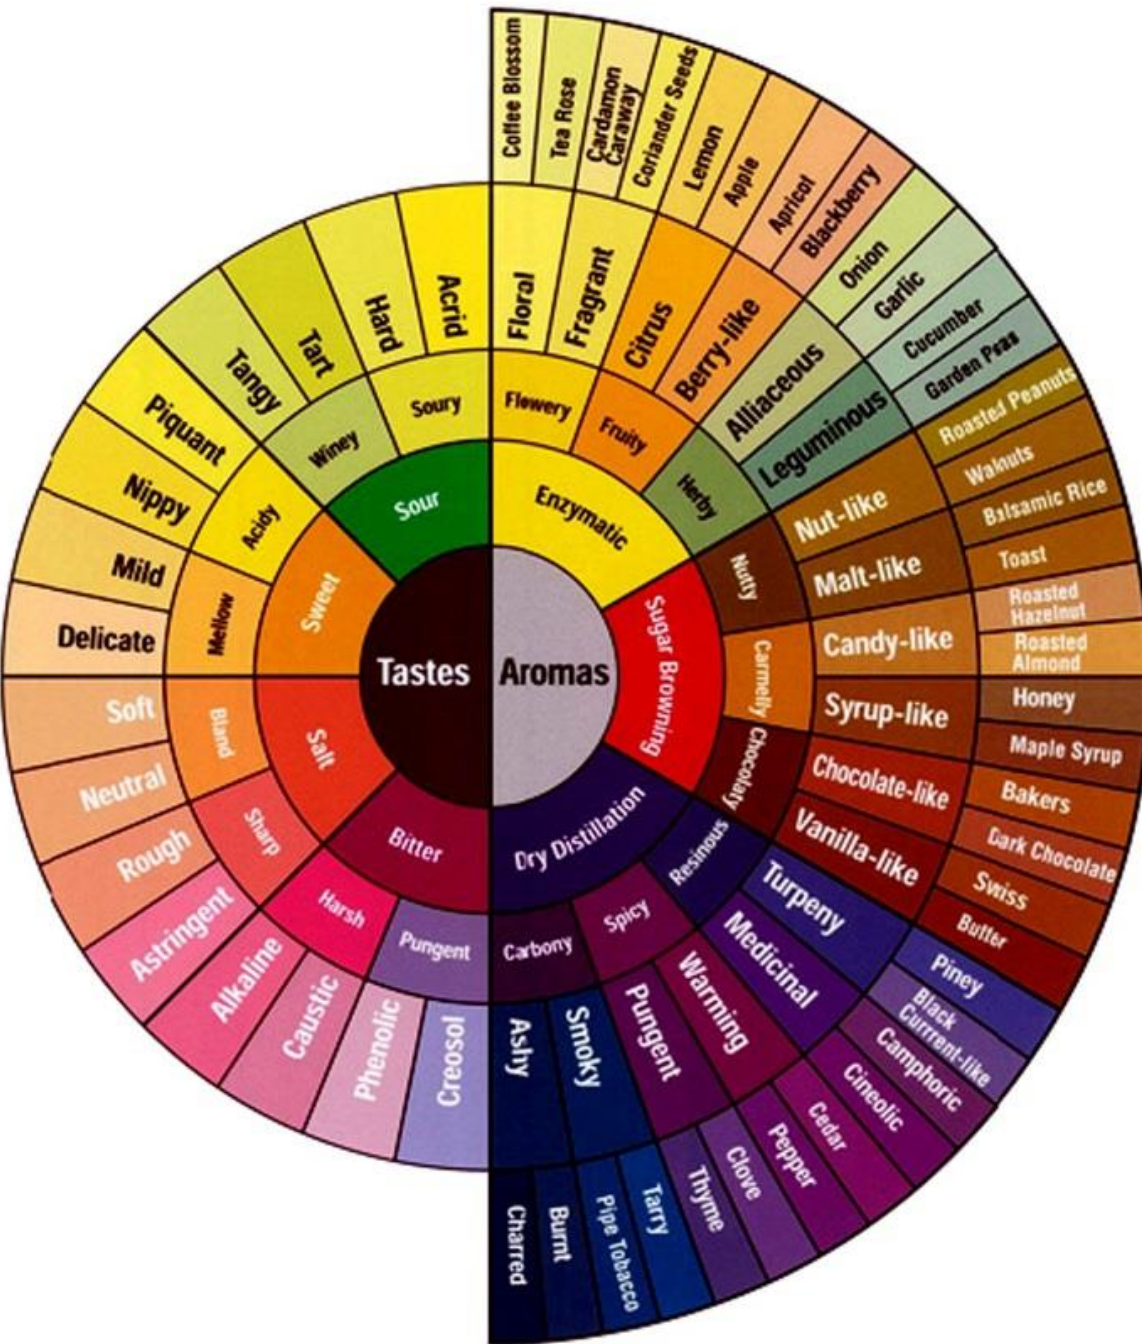 Tastes
Aromas
Sour
Sweet
Salt
Bitter
Enzymatic
Sugar Browning
Dry Distillation
Soury
Winey
Acidy
Mellow
Bland
Sharp
Harsh
Pungent
Flowery
Fruity
Herby
Nutty
Carmelly
Chocolaty
Resinous
Spicy
Carbony
Acrid
Hard
Tart
Tangy
Piquant
Nippy
Mild
Delicate
Soft
Neutral
Rough
Astringent
Alkaline
Caustic
Phenolic
Creosol
Floral
Fragrant
Citrus
Berry-like
Alliaceous
Leguminous
Nut-like
Malt-like
Candy-like
Syrup-like
Chocolate-like
Vanilla-like
Turpeny
Medicinal
Warming
Pungent
Smoky
Ashy
Coffee Blossom
Tea Rose
Cardamon
Caraway
Coriander Seeds
Lemon
Apple
Apricot
Blackberry
Onion
Garlic
Cucumber
Garden Peas
Roasted Peanuts
Walnuts
Balsamic Rice
Toast
Roasted
Hazelnut
Roasted
Almond
Honey
Maple Syrup
Bakers
Dark Chocolate
Swiss
Butter
Piney
Black
Current-like
Camphoric
Cineolic
Cedar
Pepper
Clove
Thyme
Tarry
Pipe Tobacco
Burnt
Charred